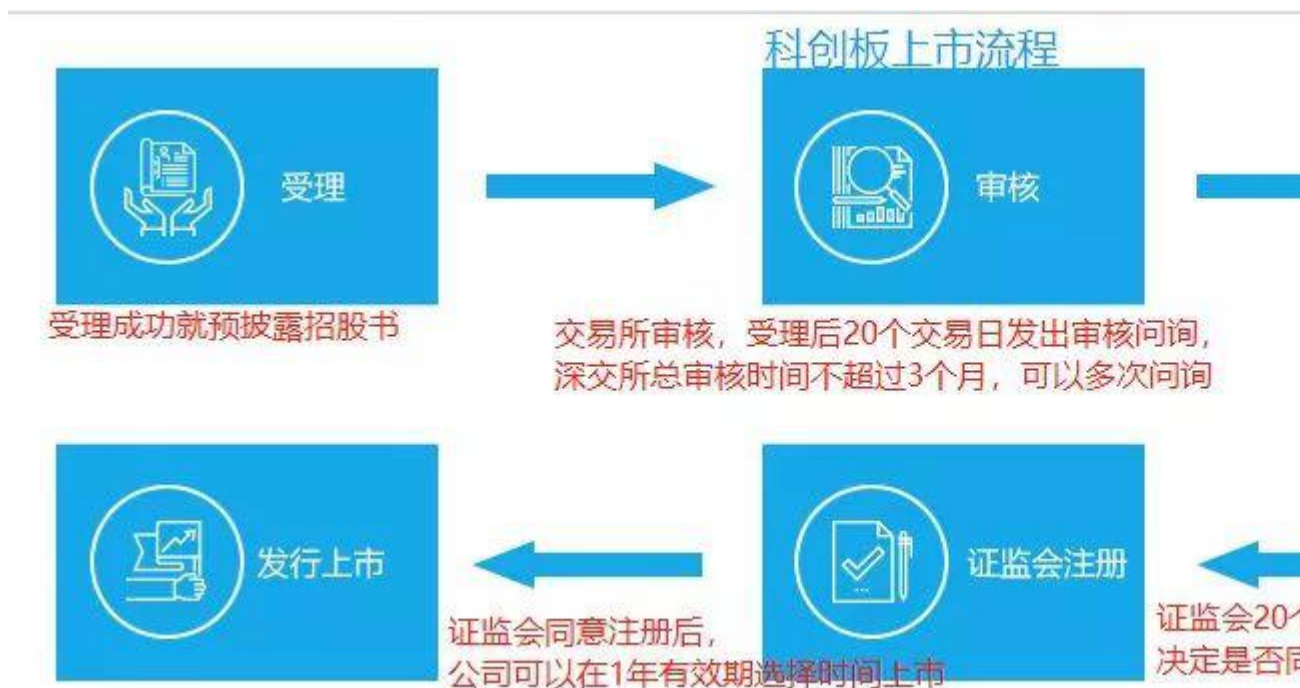 科创板上市流程
受理
审核
受理成功就预披露招股书
交易所审核，受理后20个交易日发出审核问询，
深交所总审核时间不超过3个月，可以多次问询
发行上市
证监会注册
证监会同意注册后，
公司可以在1年有效期选择时间上市
证监会20
决定是否